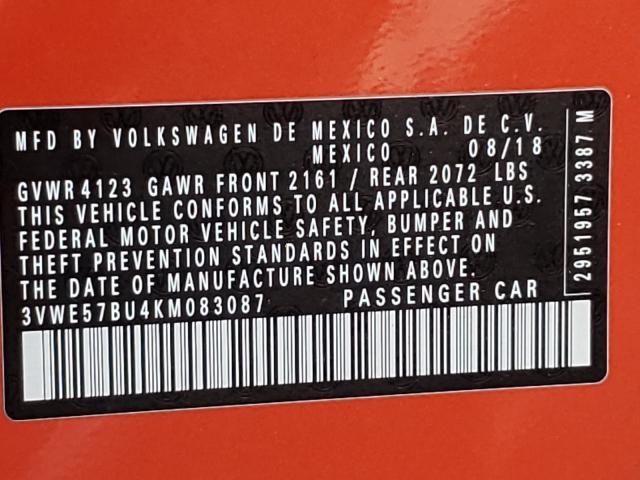 MFD BY VOLKSWAGEN DE MEXICO S.A. DE C.V.
MEXICO 08/18
GVWR 4123 GAWR FRONT 2161 / REAR 2072 LBS
THIS VEHICLE CONFORMS TO ALL APPLICABLE U.S.
FEDERAL MOTOR VEHICLE SAFETY, BUMPER AND
THEFT PREVENTION STANDARDS IN EFFECT ON
THE DATE OF MANUFACTURE SHOWN ABOVE.
3VWE57BU4KM083087 PASSENGER CAR
2951957 3387 M